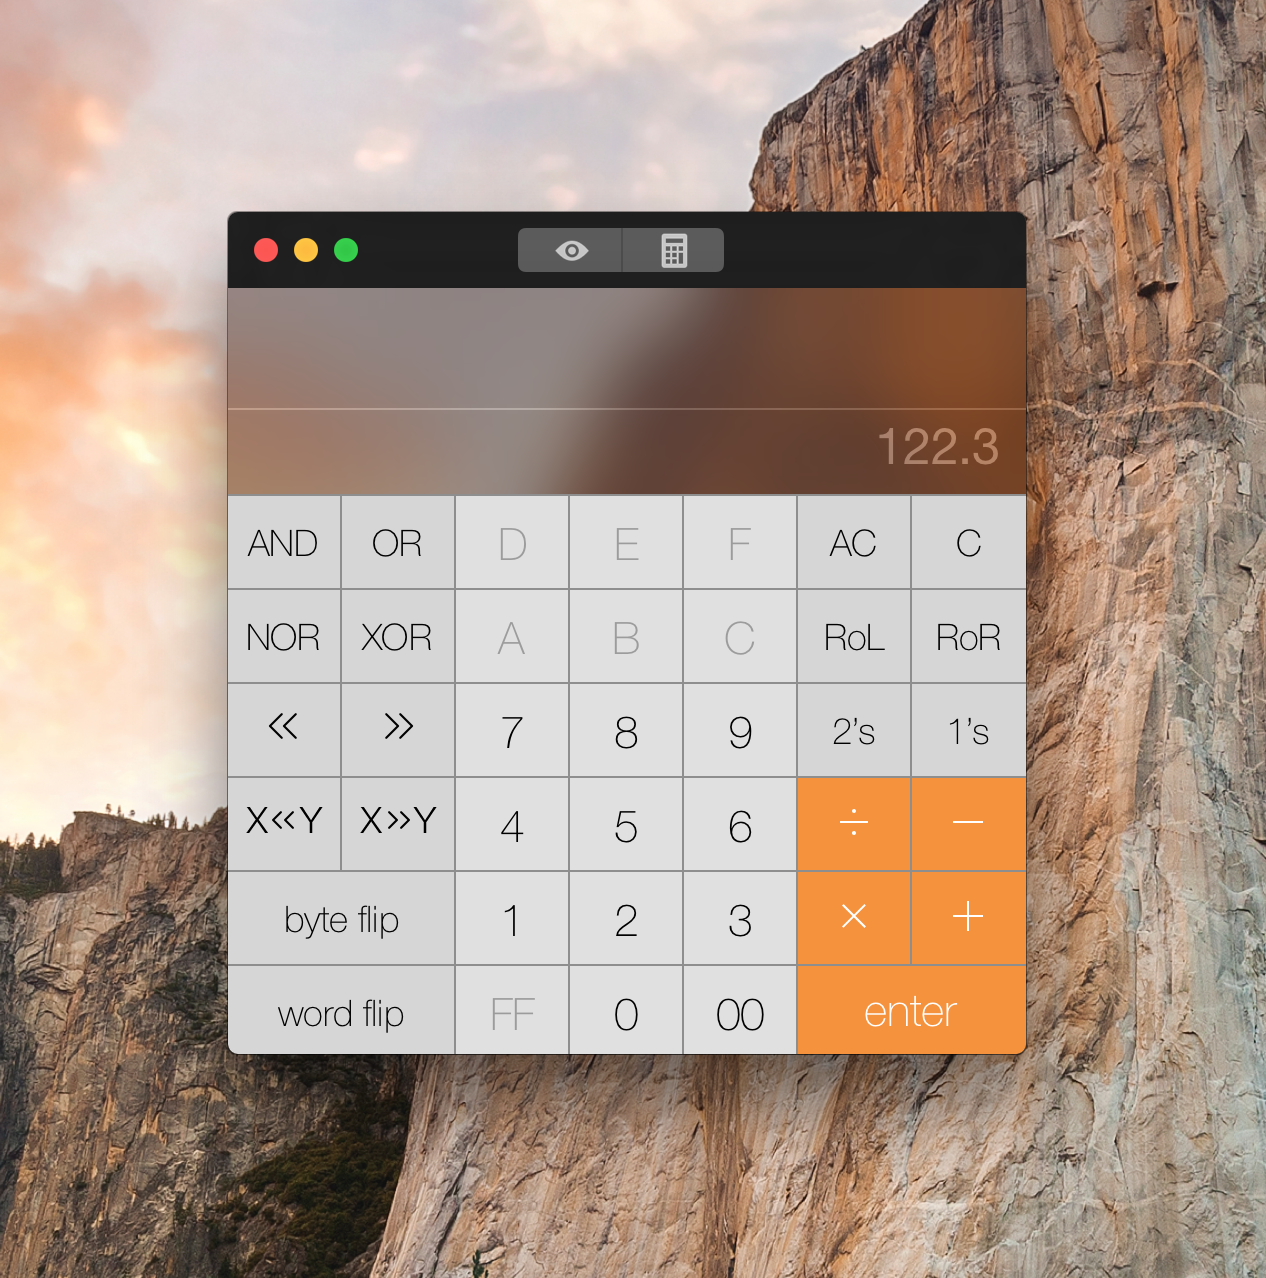 122.3
AND OR D E F AC C
NOR XOR A B C RoL RoR
« » 7 8 9 2's 1's
X«Y X»Y 4 5 6 ÷ −
byte flip 1 2 3 × +
word flip FF 0 00 enter